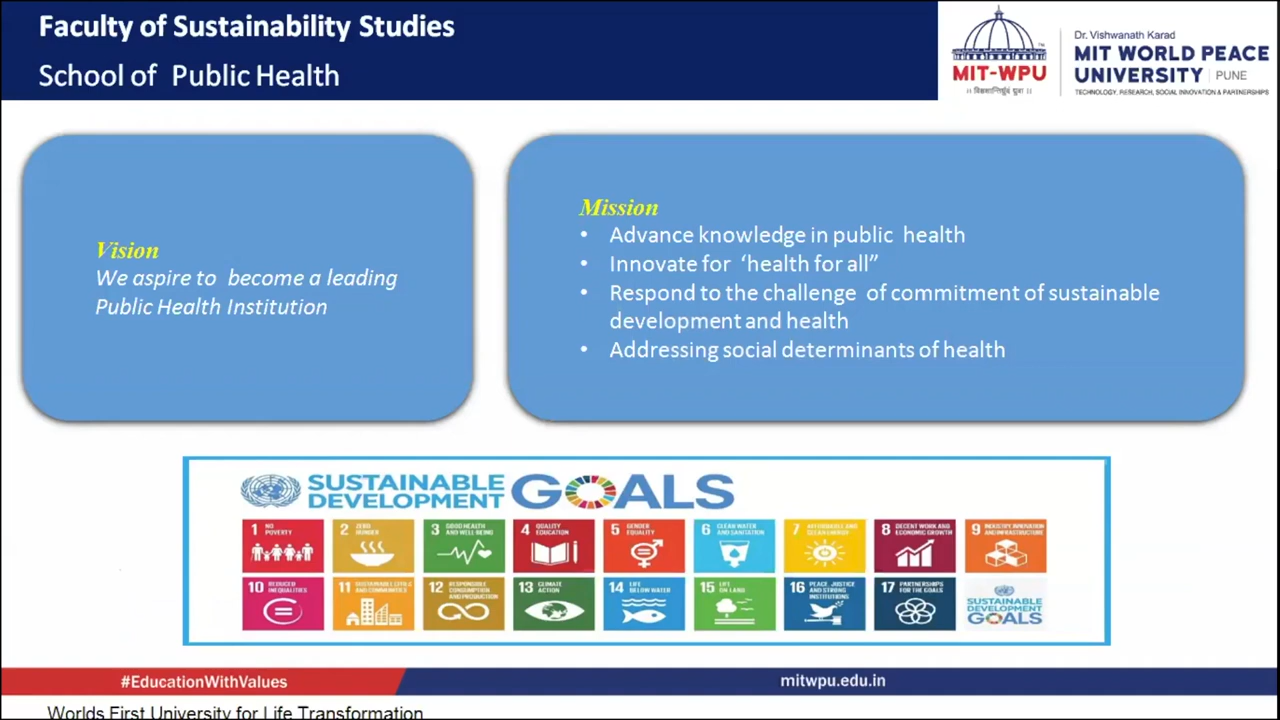 Faculty of Sustainability Studies
School of Public Health
MIT-WPU
TM
Dr. Vishwanath Karad
MIT WORLD PEACE
UNIVERSITY | PUNE
TECHNOLOGY, RESEARCH, SOCIAL INNOVATION & PARTNERSHIPS
Vision
We aspire to become a leading
Public Health Institution
Mission
• Advance knowledge in public health
• Innovate for ‘health for all”
• Respond to the challenge of commitment of sustainable
development and health
• Addressing social determinants of health
SUSTAINABLE
DEVELOPMENT
GOALS
1 NO
POVERTY
2 ZERO
HUNGER
3 GOOD HEALTH
AND WELL-BEING
4 QUALITY
EDUCATION
5 GENDER
EQUALITY
6 CLEAN WATER
AND SANITATION
7 AFFORDABLE AND
CLEAN ENERGY
8 DECENT WORK AND
ECONOMIC GROWTH
9 INDUSTRY, INNOVATION
AND INFRASTRUCTURE
10 REDUCED
INEQUALITIES
11 SUSTAINABLE CITIES
AND COMMUNITIES
12 RESPONSIBLE
CONSUMPTION
AND PRODUCTION
13 CLIMATE
ACTION
14 LIFE
BELOW WATER
15 LIFE
ON LAND
16 PEACE, JUSTICE
AND STRONG
INSTITUTIONS
17 PARTNERSHIPS
FOR THE GOALS
SUSTAINABLE
DEVELOPMENT
GOALS
#EducationWithValues
mitwpu.edu.in
Worlds First University for Life Transformation